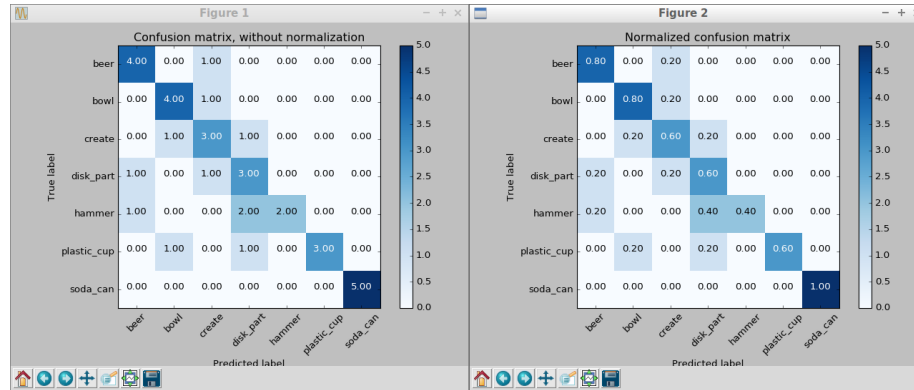 Figure 1
Confusion matrix, without normalization
True label
beer 4.00 0.00 1.00 0.00 0.00 0.00 0.00
bowl 0.00 4.00 1.00 0.00 0.00 0.00 0.00
create 0.00 1.00 3.00 1.00 0.00 0.00 0.00
disk_part 1.00 0.00 1.00 3.00 0.00 0.00 0.00
hammer 1.00 0.00 0.00 2.00 2.00 0.00 0.00
plastic_cup 0.00 1.00 0.00 1.00 0.00 3.00 0.00
soda_can 0.00 0.00 0.00 0.00 0.00 0.00 5.00
beer bowl create disk_part hammer plastic_cup soda_can
Predicted label
5.0
4.5
4.0
3.5
3.0
2.5
2.0
1.5
1.0
0.5
0.0
Figure 2
Normalized confusion matrix
True label
beer 0.80 0.00 0.20 0.00 0.00 0.00 0.00
bowl 0.00 0.80 0.20 0.00 0.00 0.00 0.00
create 0.00 0.20 0.60 0.20 0.00 0.00 0.00
disk_part 0.20 0.00 0.20 0.60 0.00 0.00 0.00
hammer 0.20 0.00 0.00 0.40 0.40 0.00 0.00
plastic_cup 0.00 0.20 0.00 0.20 0.00 0.60 0.00
soda_can 0.00 0.00 0.00 0.00 0.00 0.00 1.00
beer bowl create disk_part hammer plastic_cup soda_can
Predicted label
5.0
4.5
4.0
3.5
3.0
2.5
2.0
1.5
1.0
0.5
0.0